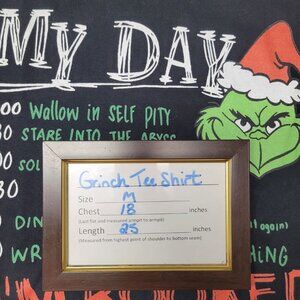 MY DAY
00 Wallow in SELF PITY
30 STARE INTO THE ABYSS
00 SOL
30
Grinch Tee Shirt
Size M
Chest 18 inches
(Laid flat and measured armpit to armpit)
Length 25 inches
(Measured from highest point of shoulder to bottom seam)
DIN
again)
WR
HING